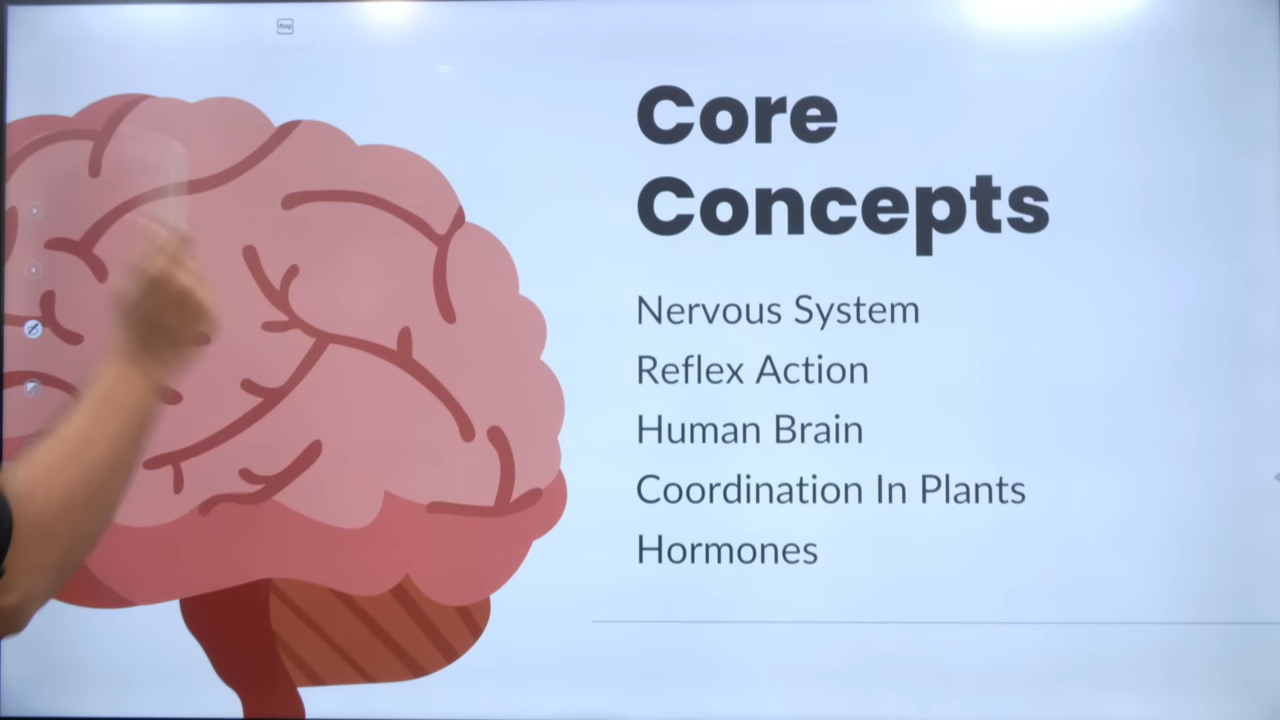 Core
Concepts
Nervous System
Reflex Action
Human Brain
Coordination In Plants
Hormones